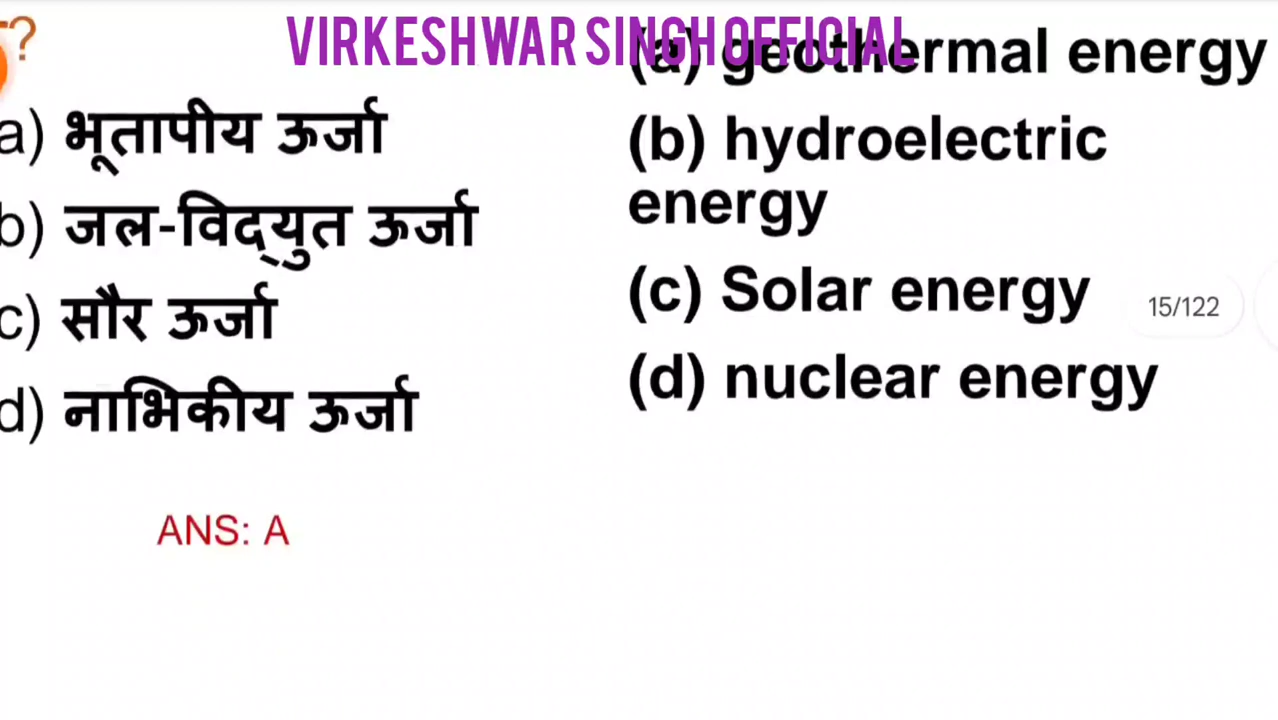 ?
VIRKESHWAR SINGH OFFICIAL
a) भूतापीय ऊर्जा
b) जल-विद्युत ऊर्जा
c) सौर ऊर्जा
d) नाभिकीय ऊर्जा
ANS: A
(a) geothermal energy
(b) hydroelectric
energy
(c) Solar energy
(d) nuclear energy
15/122